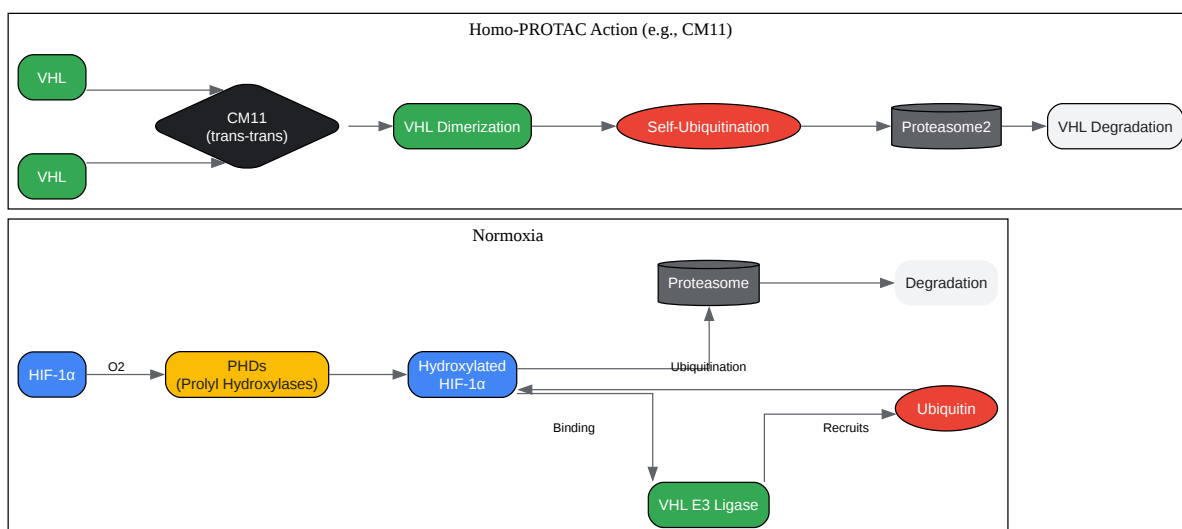 Homo-PROTAC Action (e.g., CM11)
VHL
VHL
CM11
(trans-trans)
VHL Dimerization
Self-Ubiquitination
Proteasome2
VHL Degradation
Normoxia
Proteasome
Degradation
HIF-1α
O2
PHDs
(Prolyl Hydroxylases)
Hydroxylated
HIF-1α
Ubiquitination
Ubiquitin
Binding
Recruits
VHL E3 Ligase